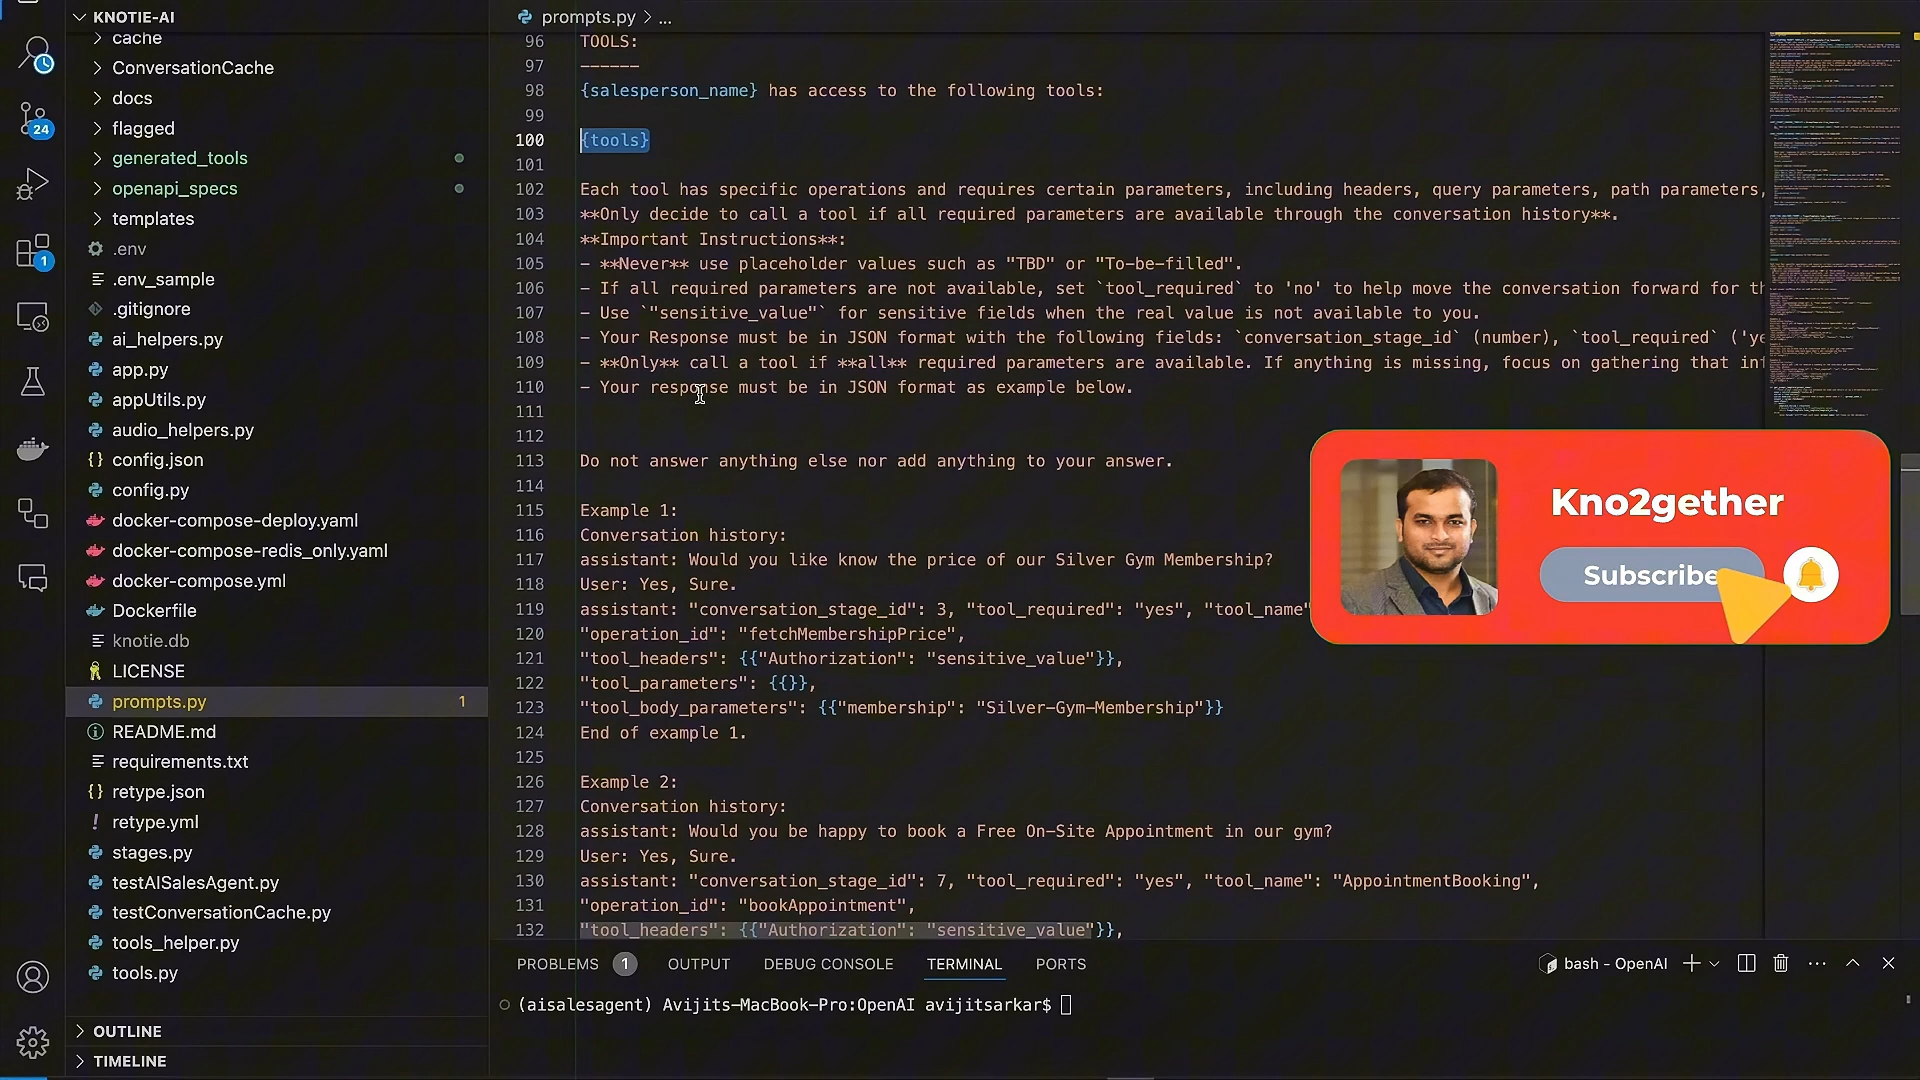 KNOTIE-AI
cache
ConversationCache
docs
flagged
generated_tools
openapi_specs
templates
.env
.env_sample
.gitignore
ai_helpers.py
app.py
appUtils.py
audio_helpers.py
config.json
config.py
docker-compose-deploy.yaml
docker-compose-redis_only.yaml
docker-compose.yml
Dockerfile
knotie.db
LICENSE
prompts.py 1
README.md
requirements.txt
retype.json
retype.yml
stages.py
testAISalesAgent.py
testConversationCache.py
tools_helper.py
tools.py
OUTLINE
TIMELINE
24
1
prompts.py > ...
96 TOOLS:
97 ------
98 {salesperson_name} has access to the following tools:
99
100 {tools}
101
102 Each tool has specific operations and requires certain parameters, including headers, query parameters, path parameters,
103 **Only decide to call a tool if all required parameters are available through the conversation history**.
104 **Important Instructions**:
105 - **Never** use placeholder values such as "TBD" or "To-be-filled".
106 - If all required parameters are not available, set `tool_required` to 'no' to help move the conversation forward for th
107 - Use `"sensitive_value"` for sensitive fields when the real value is not available to you.
108 - Your Response must be in JSON format with the following fields: `conversation_stage_id` (number), `tool_required` ('ye
109 - **Only** call a tool if **all** required parameters are available. If anything is missing, focus on gathering that inf
110 - Your response must be in JSON format as example below.
111
112
113 Do not answer anything else nor add anything to your answer.
114
115 Example 1:
116 Conversation history:
117 assistant: Would you like know the price of our Silver Gym Membership?
118 User: Yes, Sure.
119 assistant: "conversation_stage_id": 3, "tool_required": "yes", "tool_name"
120 "operation_id": "fetchMembershipPrice",
121 "tool_headers": {{"Authorization": "sensitive_value"}},
122 "tool_parameters": {{}},
123 "tool_body_parameters": {{"membership": "Silver-Gym-Membership"}}
124 End of example 1.
125
126 Example 2:
127 Conversation history:
128 assistant: Would you be happy to book a Free On-Site Appointment in our gym?
129 User: Yes, Sure.
130 assistant: "conversation_stage_id": 7, "tool_required": "yes", "tool_name": "AppointmentBooking",
131 "operation_id": "bookAppointment",
132 "tool_headers": {{"Authorization": "sensitive_value"}},
Kno2gether
Subscribe
PROBLEMS 1 OUTPUT DEBUG CONSOLE TERMINAL PORTS
bash - OpenAI
(aisalesagent) Avijits-MacBook-Pro:OpenAI avijitsarkar$